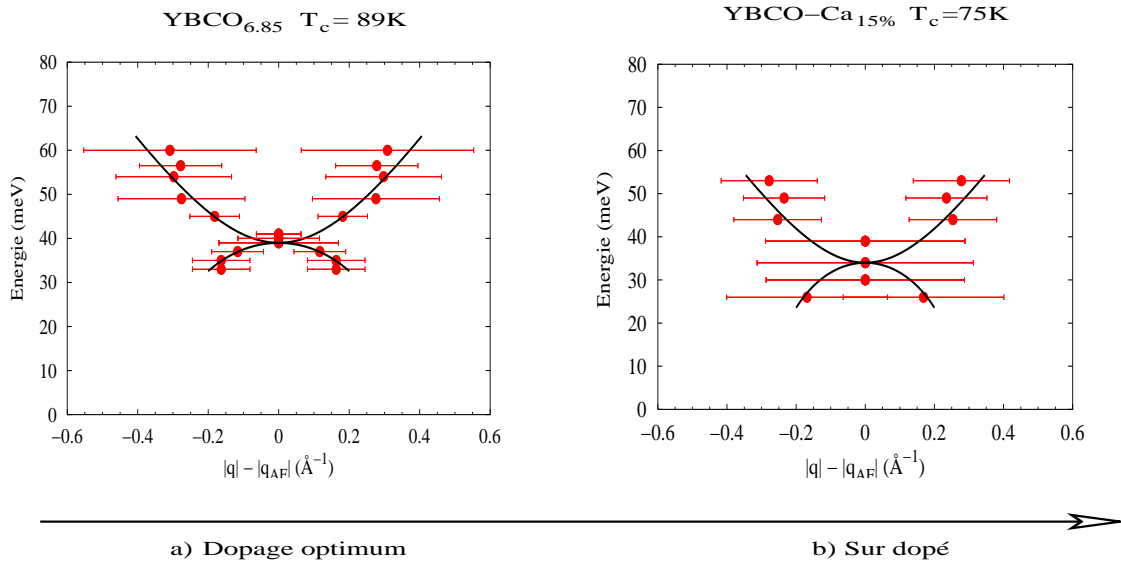 YBCO6.85 Tc= 89K
YBCO−Ca15% Tc=75K
80
70
60
50
40
30
20
10
0
Energie (meV)
−0.6 −0.4 −0.2 0 0.2 0.4 0.6
|q| − |qAF| (Å−1)
80
70
60
50
40
30
20
10
0
Energie (meV)
−0.6 −0.4 −0.2 0 0.2 0.4 0.6
|q| − |qAF| (Å−1)
a) Dopage optimum
b) Sur dopé